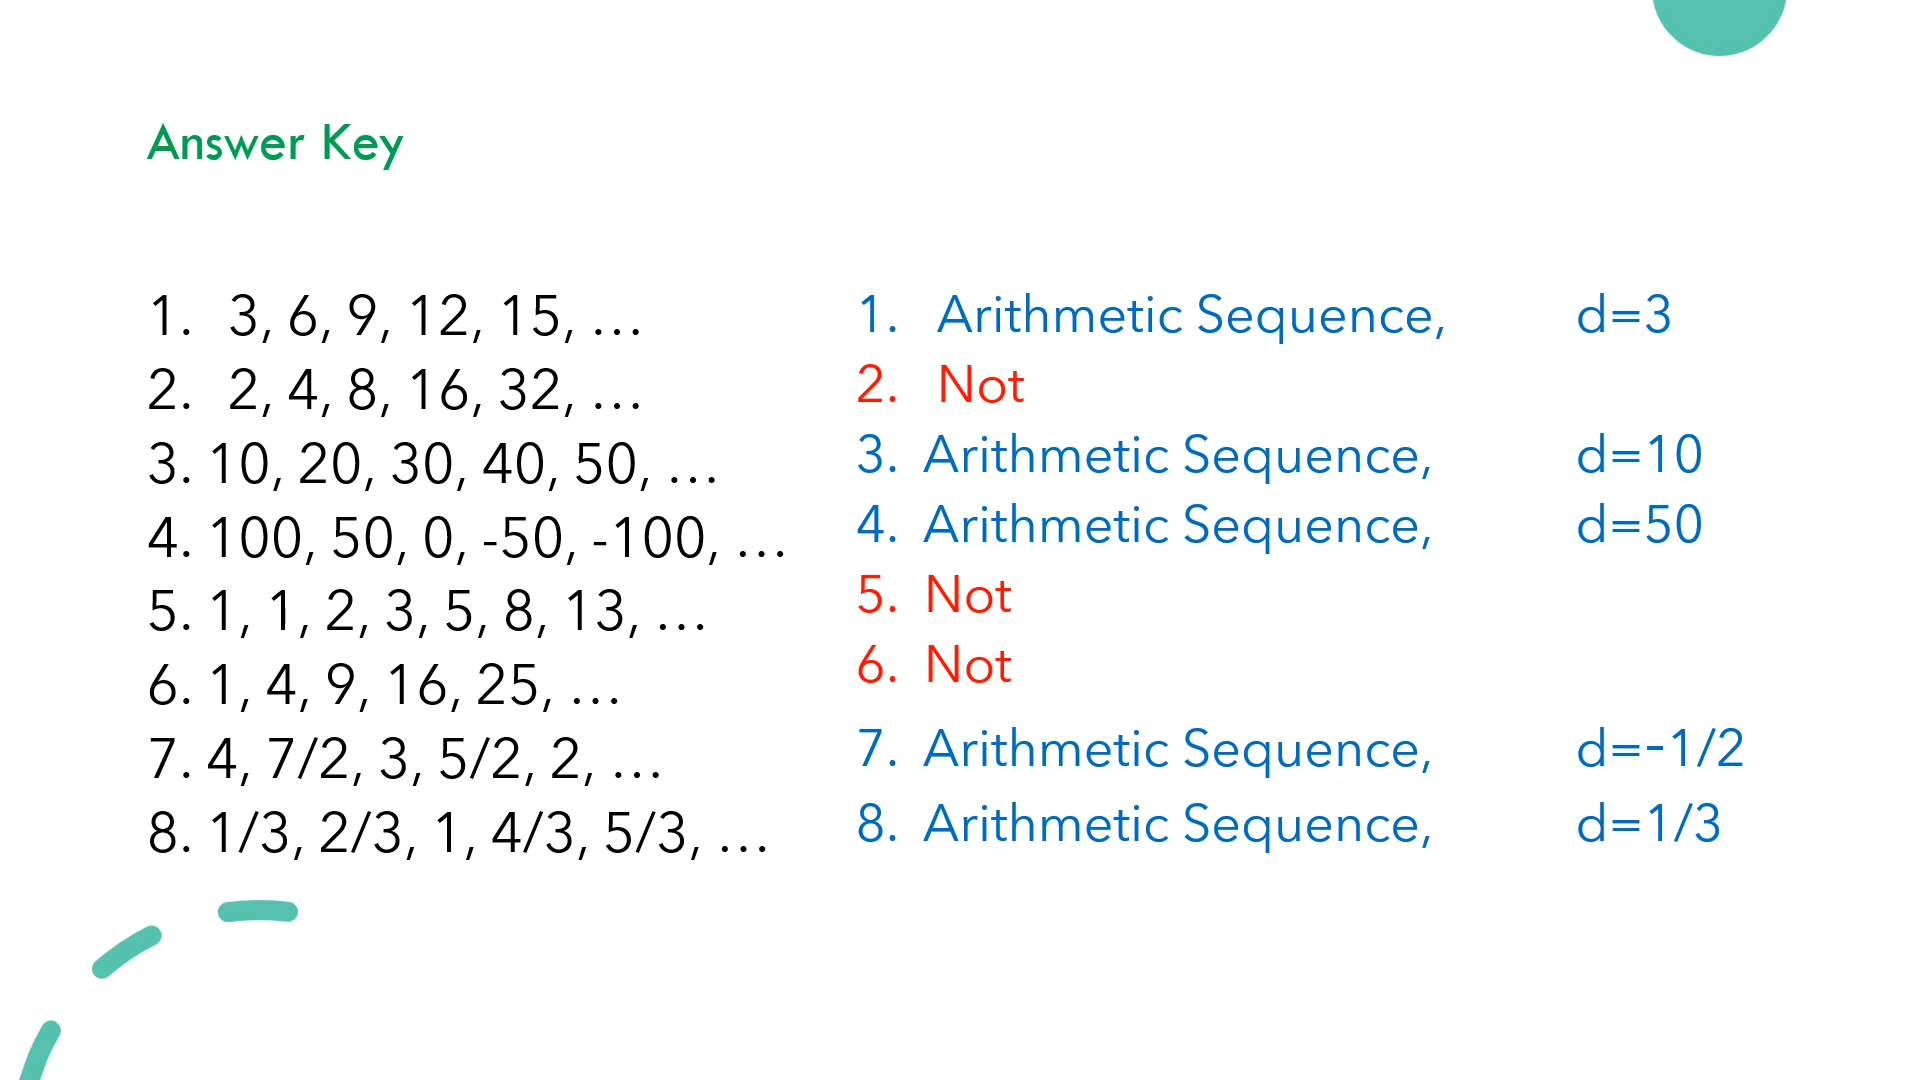 Answer Key
1. 3, 6, 9, 12, 15, …
2. 2, 4, 8, 16, 32, …
3. 10, 20, 30, 40, 50, …
4. 100, 50, 0, -50, -100, …
5. 1, 1, 2, 3, 5, 8, 13, …
6. 1, 4, 9, 16, 25, …
7. 4, 7/2, 3, 5/2, 2, …
8. 1/3, 2/3, 1, 4/3, 5/3, …
1. Arithmetic Sequence, d=3
2. Not
3. Arithmetic Sequence, d=10
4. Arithmetic Sequence, d=50
5. Not
6. Not
7. Arithmetic Sequence, d=-1/2
8. Arithmetic Sequence, d=1/3